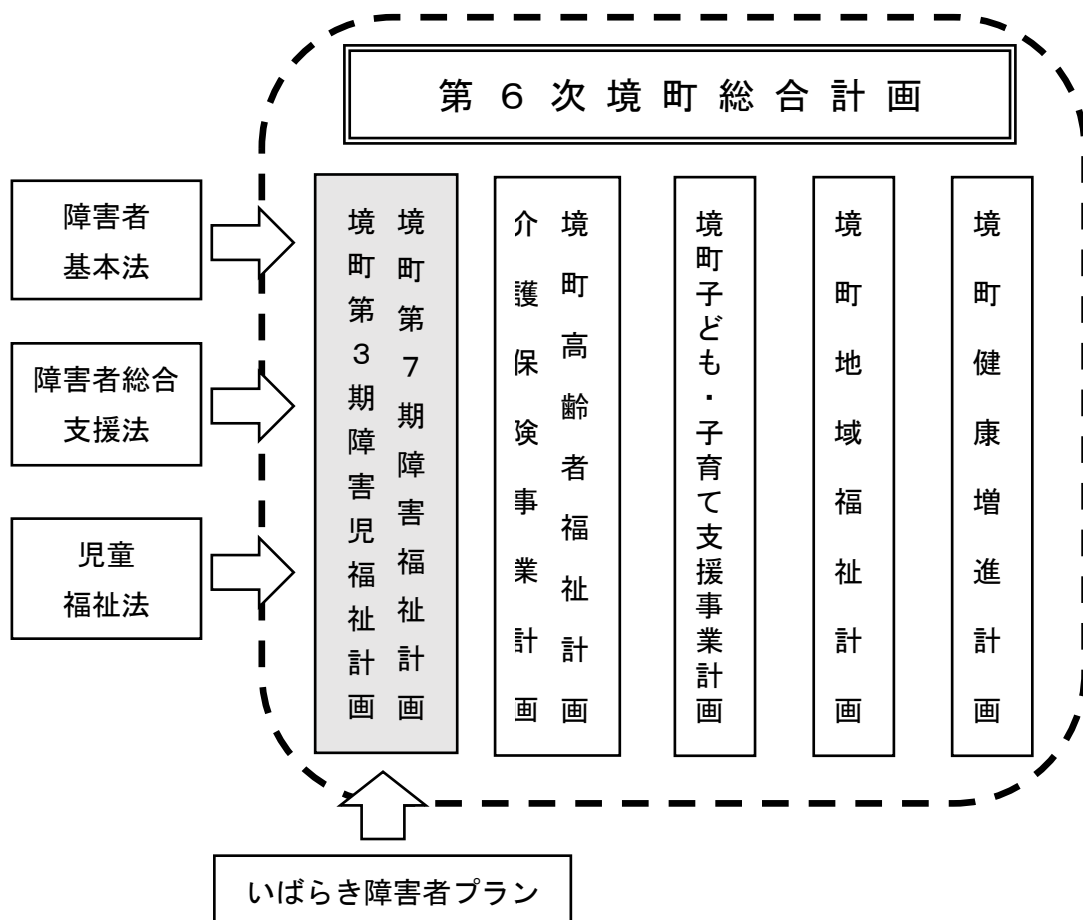 第６次境町総合計画
障害者
基本法
障害者総合
支援法
児童
福祉法
境町第７期障害福祉計画
境町第３期障害児福祉計画
境町高齢者福祉計画
介護保険事業計画
境町子ども・子育て支援事業計画
境町地域福祉計画
境町健康増進計画
いばらき障害者プラン